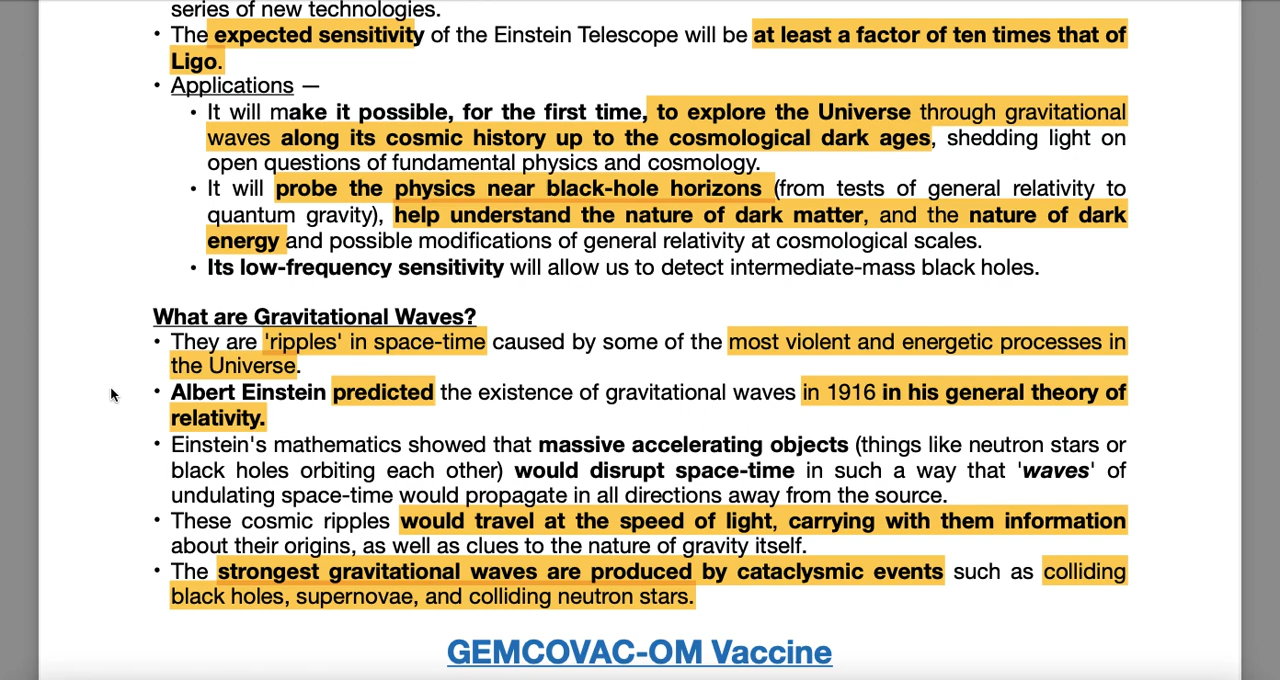 series of new technologies.
• The expected sensitivity of the Einstein Telescope will be at least a factor of ten times that of
Ligo.
• Applications —
• It will make it possible, for the first time, to explore the Universe through gravitational
waves along its cosmic history up to the cosmological dark ages, shedding light on
open questions of fundamental physics and cosmology.
• It will probe the physics near black-hole horizons (from tests of general relativity to
quantum gravity), help understand the nature of dark matter, and the nature of dark
energy and possible modifications of general relativity at cosmological scales.
• Its low-frequency sensitivity will allow us to detect intermediate-mass black holes.
What are Gravitational Waves?
• They are 'ripples' in space-time caused by some of the most violent and energetic processes in
the Universe.
• Albert Einstein predicted the existence of gravitational waves in 1916 in his general theory of
relativity.
• Einstein's mathematics showed that massive accelerating objects (things like neutron stars or
black holes orbiting each other) would disrupt space-time in such a way that 'waves' of
undulating space-time would propagate in all directions away from the source.
• These cosmic ripples would travel at the speed of light, carrying with them information
about their origins, as well as clues to the nature of gravity itself.
• The strongest gravitational waves are produced by cataclysmic events such as colliding
black holes, supernovae, and colliding neutron stars.
GEMCOVAC-OM Vaccine